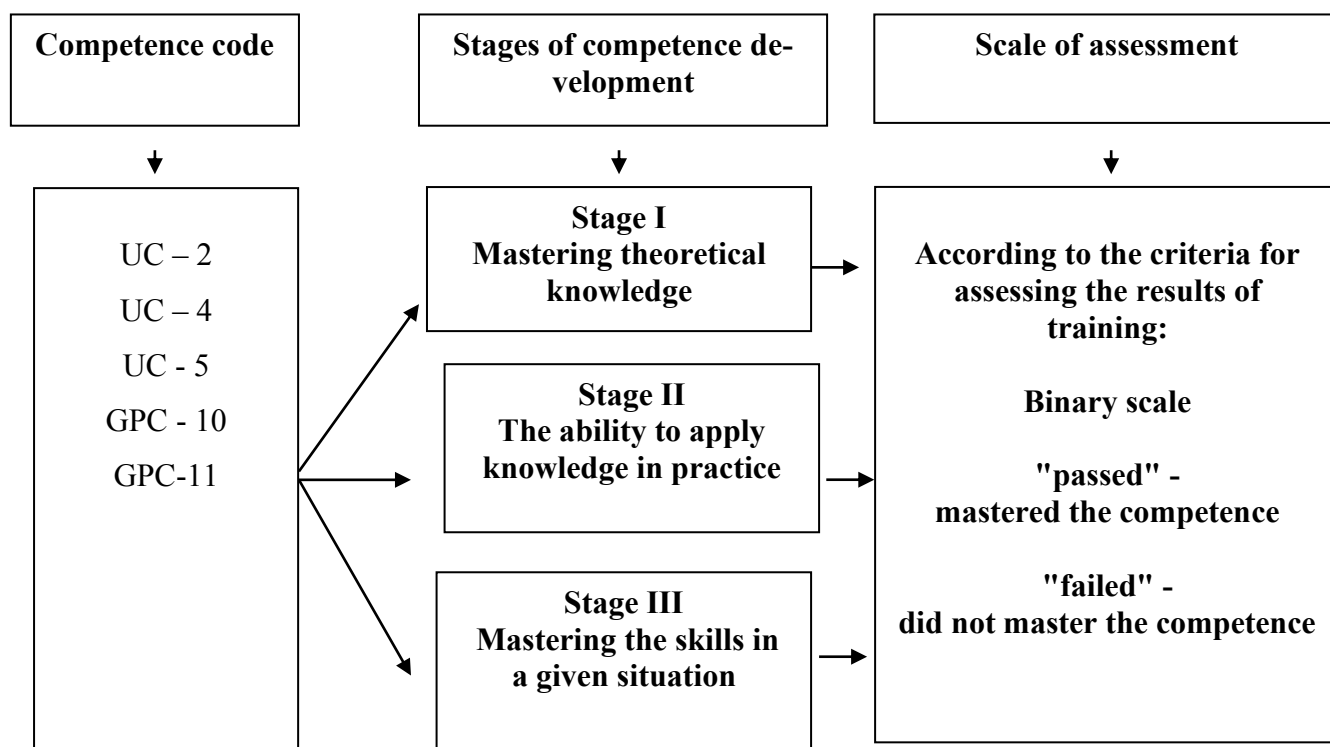 Competence code
Stages of competence de-
velopment
Scale of assessment
UC – 2
UC – 4
UC - 5
GPC - 10
GPC-11
Stage I
Mastering theoretical
knowledge
Stage II
The ability to apply
knowledge in practice
Stage III
Mastering the skills in
a given situation
According to the criteria for
assessing the results of
training:
Binary scale
"passed" -
mastered the competence
"failed" -
did not master the competence